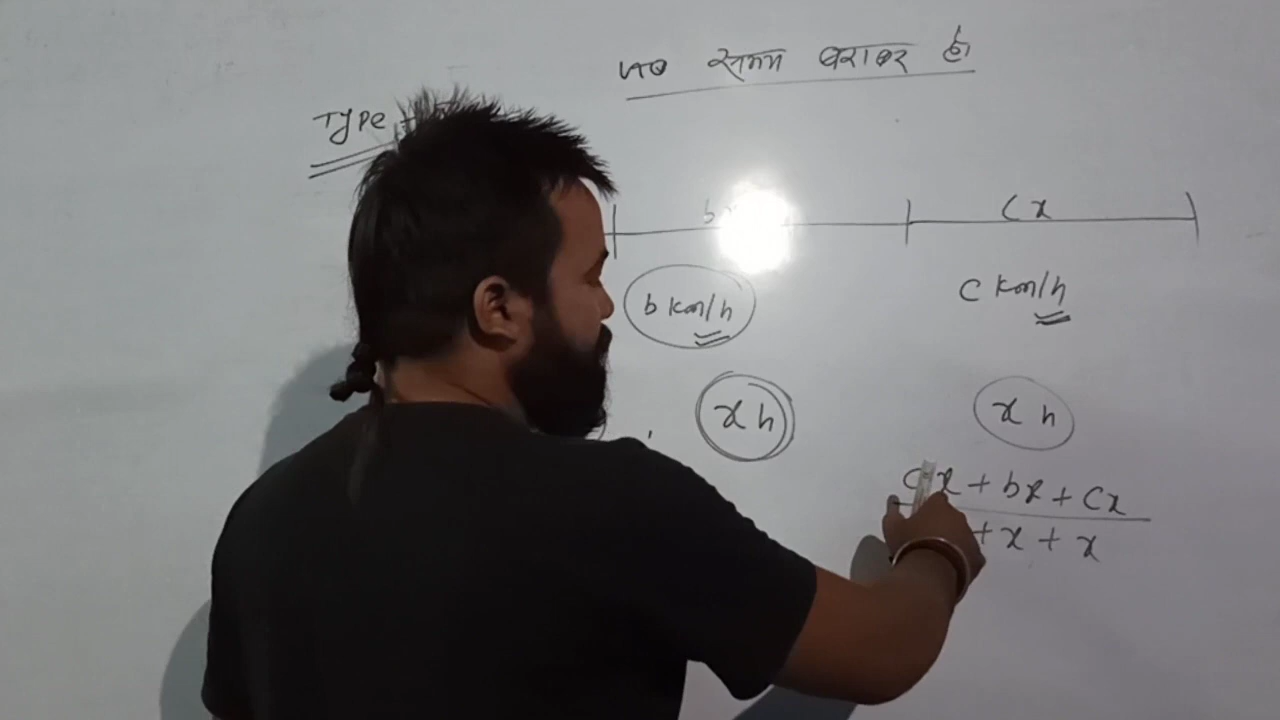 जब समय बराबर हो
Type
b Cx
b km/h C km/h
x h x h
x + bx + Cx
+ x + x